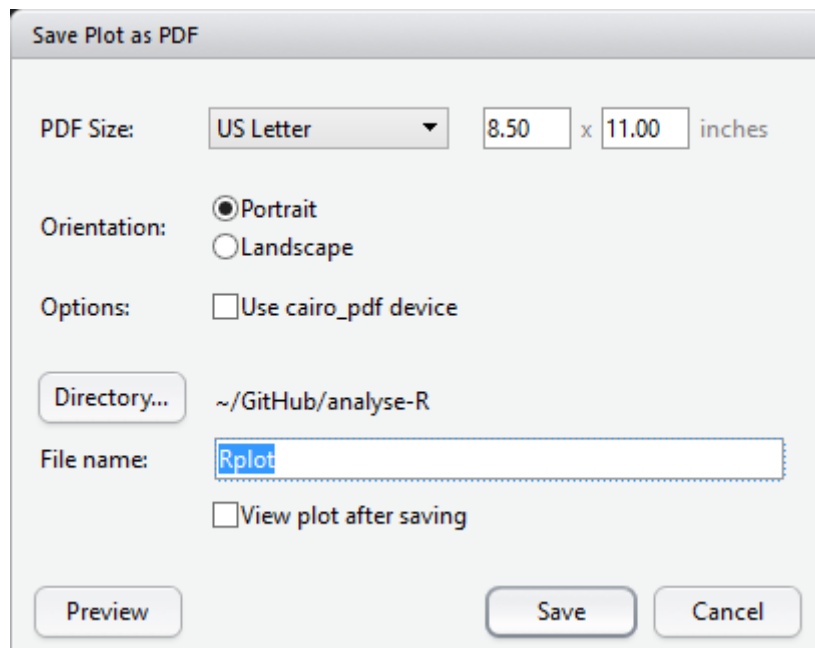 Save Plot as PDF
PDF Size: US Letter 8.50 x 11.00 inches
Orientation: Portrait
Landscape
Options: Use cairo_pdf device
Directory... ~/GitHub/analyse-R
File name: Rplot
View plot after saving
Preview Save Cancel